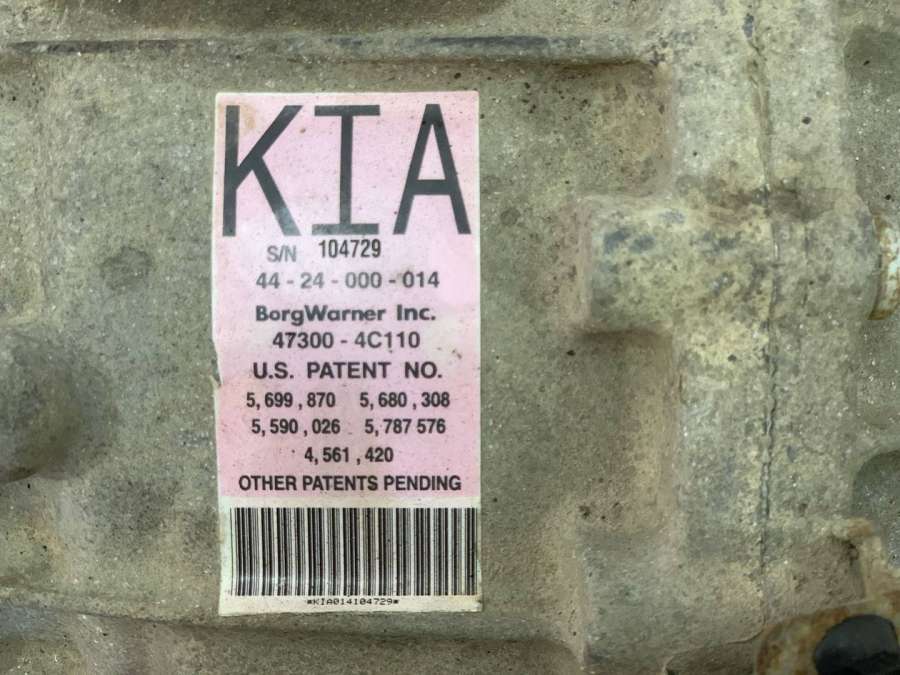 KIA
S/N 104729
44 - 24 - 000 - 014
BorgWarner Inc.
47300 - 4C110
U.S. PATENT NO.
5,699,870 5,680,308
5,590,026 5,787 576
4,561,420
OTHER PATENTS PENDING
*KIA014104729*